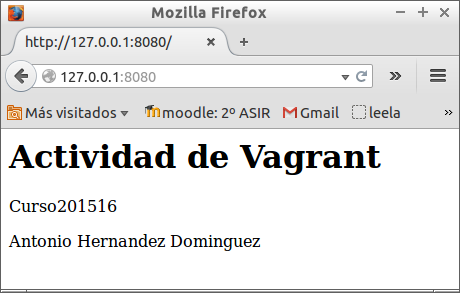 Mozilla Firefox
http://127.0.0.1:8080/
127.0.0.1:8080
Más visitados moodle: 2º ASIR Gmail leela
Actividad de Vagrant
Curso201516
Antonio Hernandez Dominguez